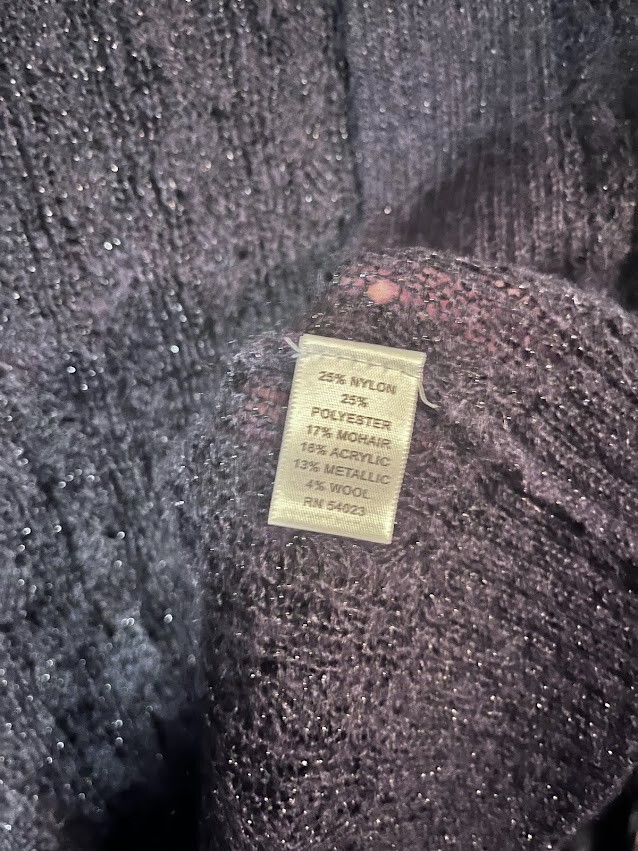 25% NYLON
25%
POLYESTER
17% MOHAIR
16% ACRYLIC
13% METALLIC
4% WOOL
RN 54023